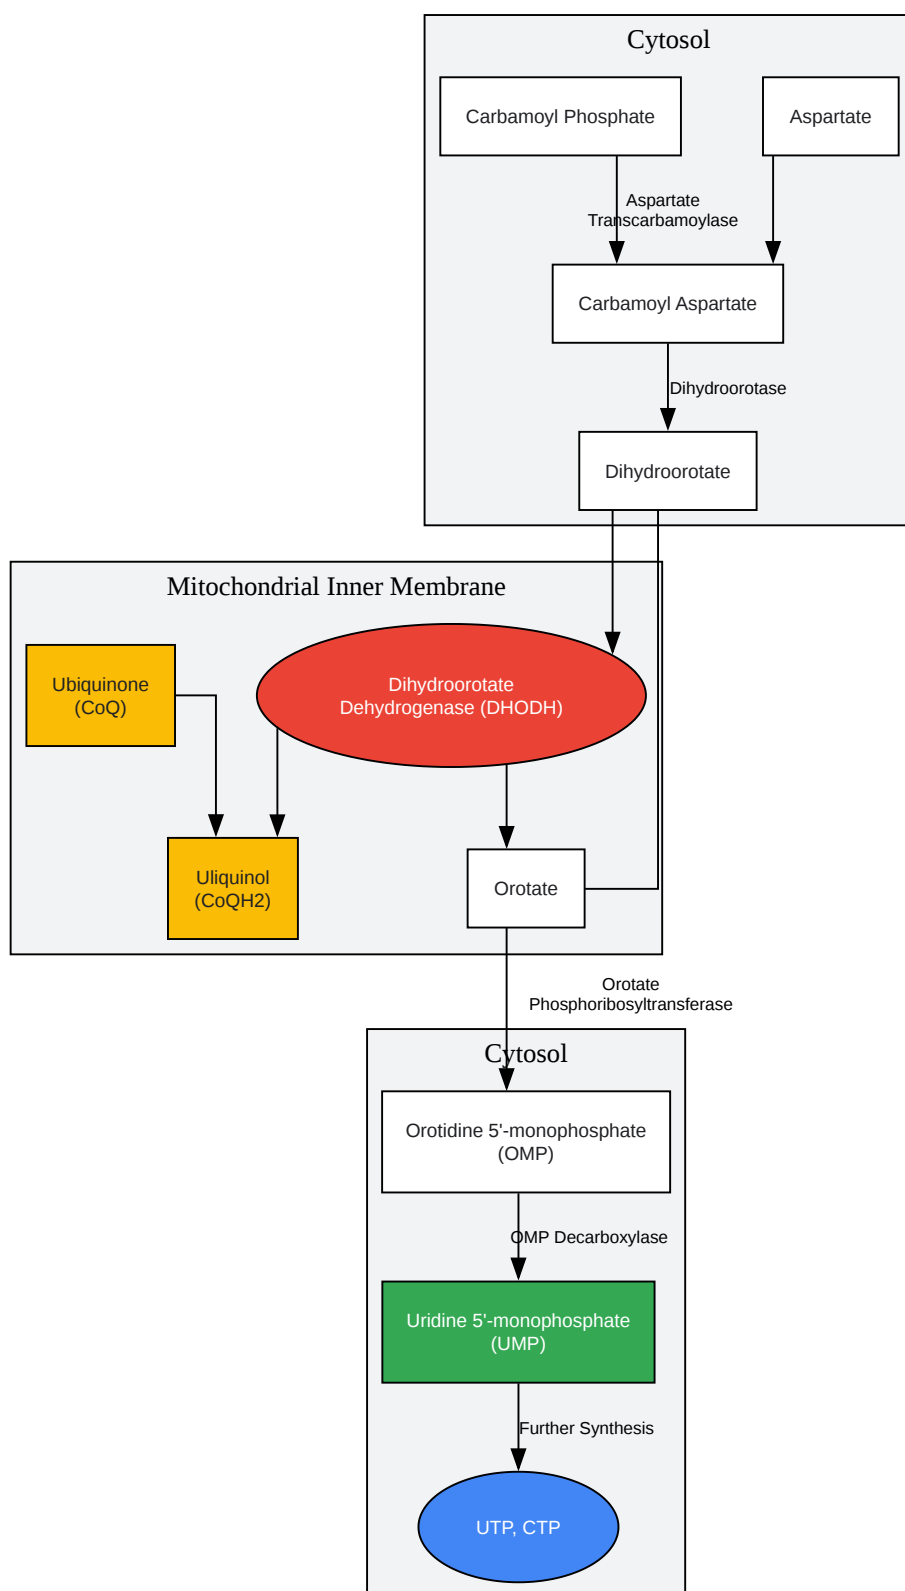 Cytosol
Carbamoyl Phosphate
Aspartate
Aspartate
Transcarbamoylase
Carbamoyl Aspartate
Dihydroorotase
Dihydroorotate
Mitochondrial Inner Membrane
Ubiquinone
(CoQ)
Dihydroorotate
Dehydrogenase (DHODH)
Uliquinol
(CoQH2)
Orotate
Orotate
Phosphoribosyltransferase
Cytosol
Orotidine 5'-monophosphate
(OMP)
OMP Decarboxylase
Uridine 5'-monophosphate
(UMP)
Further Synthesis
UTP, CTP